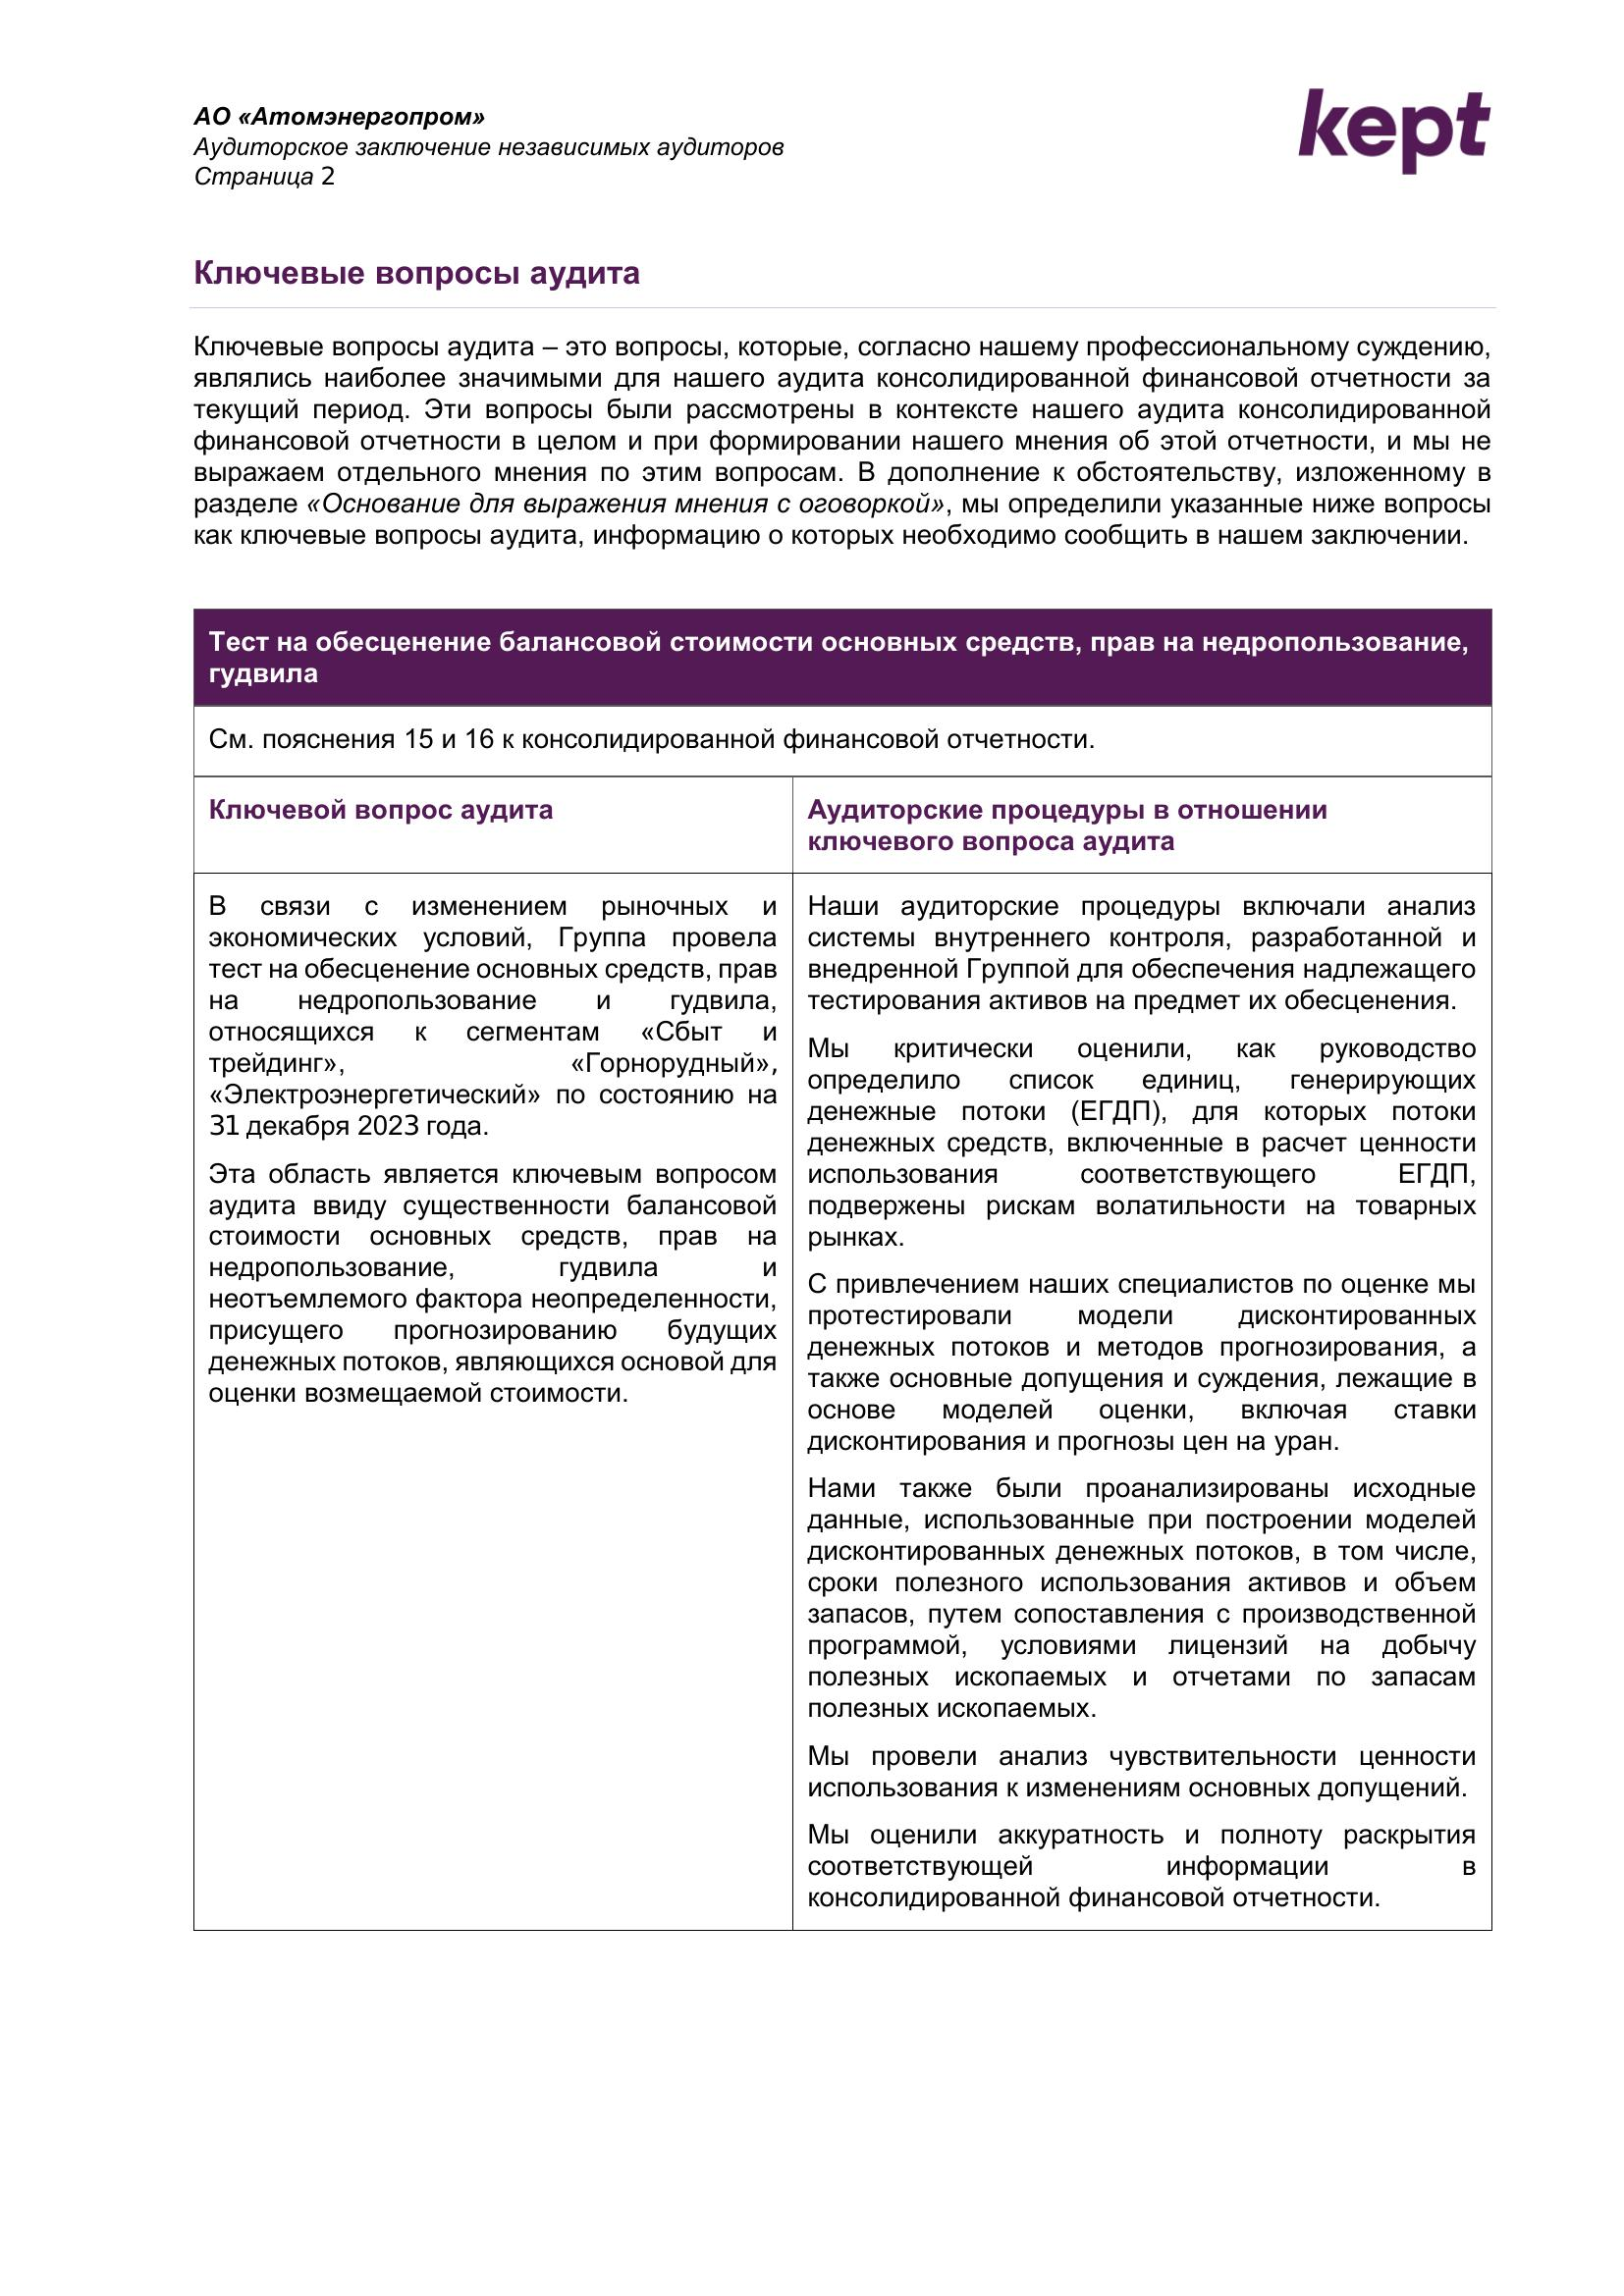 АО «Атомэнергопром»
Аудиторское заключение независимых аудиторов
Страница 2
kept
Ключевые вопросы аудита
Ключевые вопросы аудита – это вопросы, которые, согласно нашему профессиональному суждению,
являлись наиболее значимыми для нашего аудита консолидированной финансовой отчетности за
текущий период. Эти вопросы были рассмотрены в контексте нашего аудита консолидированной
финансовой отчетности в целом и при формировании нашего мнения об этой отчетности, и мы не
выражаем отдельного мнения по этим вопросам. В дополнение к обстоятельству, изложенному в
разделе «Основание для выражения мнения с оговоркой», мы определили указанные ниже вопросы
как ключевые вопросы аудита, информацию о которых необходимо сообщить в нашем заключении.
Тест на обесценение балансовой стоимости основных средств, прав на недропользование,
гудвила
См. пояснения 15 и 16 к консолидированной финансовой отчетности.
Ключевой вопрос аудита
Аудиторские процедуры в отношении
ключевого вопроса аудита
В связи с изменением рыночных и
экономических условий, Группа провела
тест на обесценение основных средств, прав
на недропользование и гудвила,
относящихся к сегментам «Сбыт и
трейдинг», «Горнорудный»,
«Электроэнергетический» по состоянию на
31 декабря 2023 года.
Эта область является ключевым вопросом
аудита ввиду существенности балансовой
стоимости основных средств, прав на
недропользование, гудвила и
неотъемлемого фактора неопределенности,
присущего прогнозированию будущих
денежных потоков, являющихся основой для
оценки возмещаемой стоимости.
Наши аудиторские процедуры включали анализ
системы внутреннего контроля, разработанной и
внедренной Группой для обеспечения надлежащего
тестирования активов на предмет их обесценения.
Мы критически оценили, как руководство
определило список единиц, генерирующих
денежные потоки (ЕГДП), для которых потоки
денежных средств, включенные в расчет ценности
использования соответствующего ЕГДП,
подвержены рискам волатильности на товарных
рынках.
С привлечением наших специалистов по оценке мы
протестировали модели дисконтированных
денежных потоков и методов прогнозирования, а
также основные допущения и суждения, лежащие в
основе моделей оценки, включая ставки
дисконтирования и прогнозы цен на уран.
Нами также были проанализированы исходные
данные, использованные при построении моделей
дисконтированных денежных потоков, в том числе,
сроки полезного использования активов и объем
запасов, путем сопоставления с производственной
программой, условиями лицензий на добычу
полезных ископаемых и отчетами по запасам
полезных ископаемых.
Мы провели анализ чувствительности ценности
использования к изменениям основных допущений.
Мы оценили аккуратность и полноту раскрытия
соответствующей информации в
консолидированной финансовой отчетности.